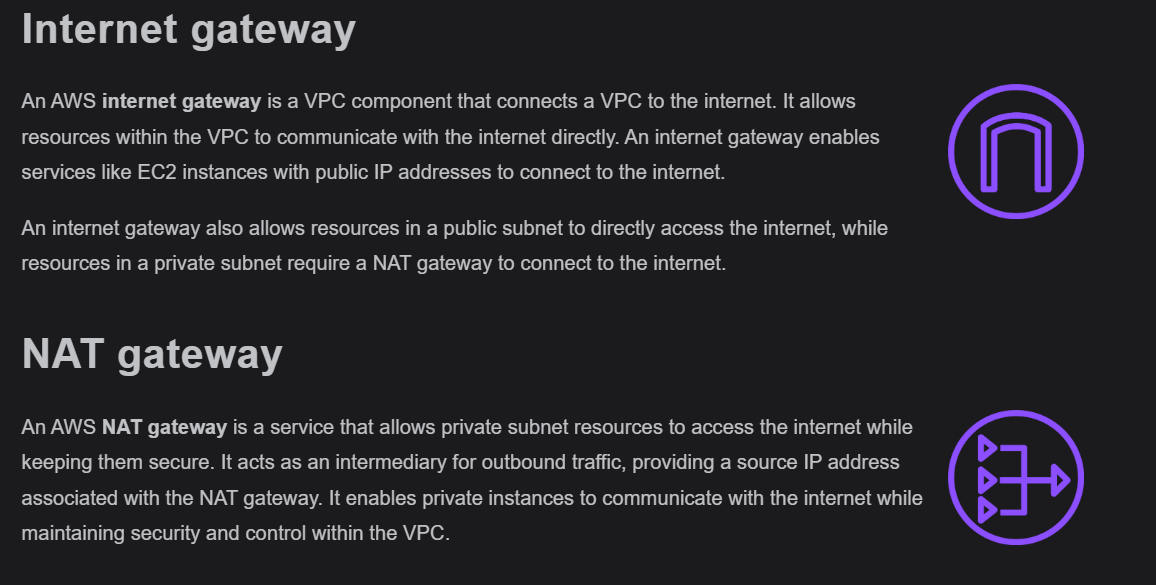 Internet gateway
An AWS internet gateway is a VPC component that connects a VPC to the internet. It allows
resources within the VPC to communicate with the internet directly. An internet gateway enables
services like EC2 instances with public IP addresses to connect to the internet.
An internet gateway also allows resources in a public subnet to directly access the internet, while
resources in a private subnet require a NAT gateway to connect to the internet.
NAT gateway
An AWS NAT gateway is a service that allows private subnet resources to access the internet while
keeping them secure. It acts as an intermediary for outbound traffic, providing a source IP address
associated with the NAT gateway. It enables private instances to communicate with the internet while
maintaining security and control within the VPC.